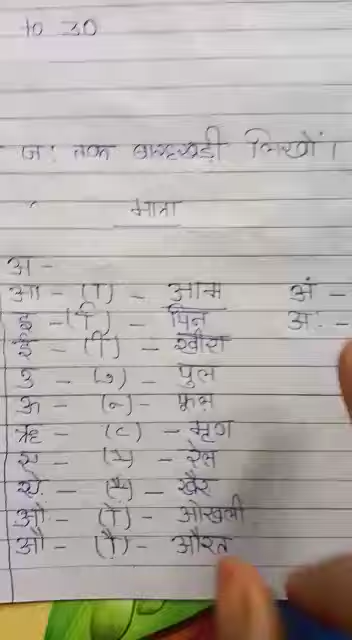 to 30
जः तक बारहखड़ी लिखों।
मात्रा
अ -
आ - (ा) - आम अं -
इ - (ि) - पिन अः -
ई - (ी) - खीरा
उ - (ु) - पुल
ऊ - (ू) - फूल
ऋ - (ृ) - मृग
ए - (े) - रेल
ऐ - (ै) - खैर
ओ - (ो) - ओखली
औ - (ौ) - औरत